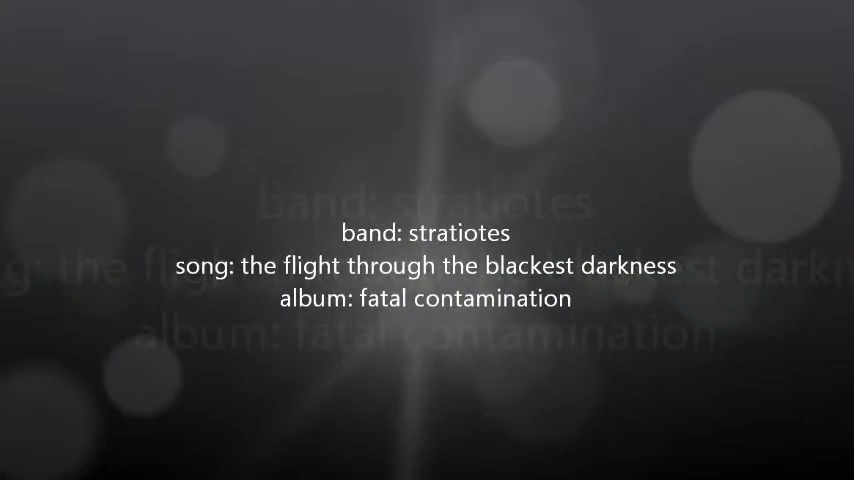 band: stratiotes
song: the flight through the blackest darkness
album: fatal contamination